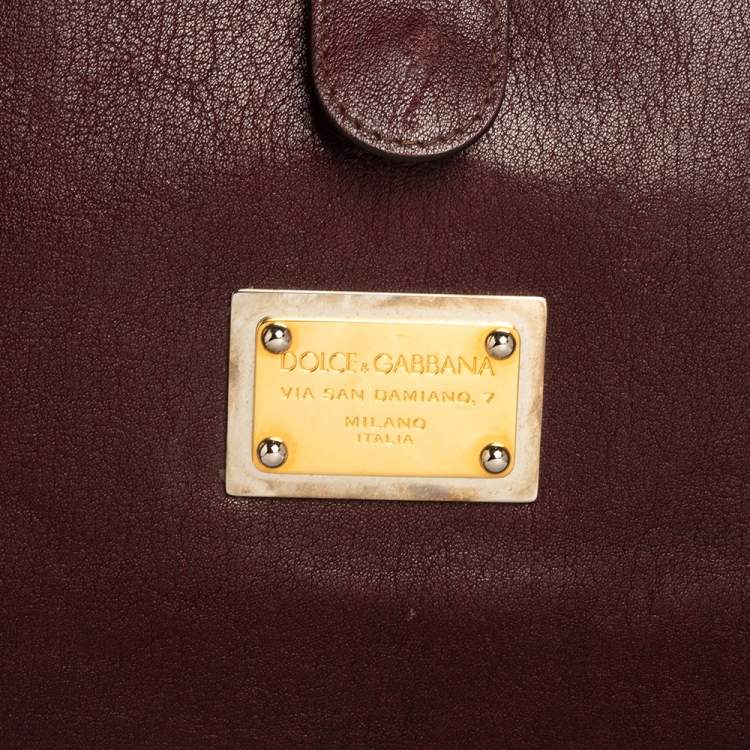 DOLCE & GABBANA
VIA SAN DAMIANO, 7
MILANO
ITALIA